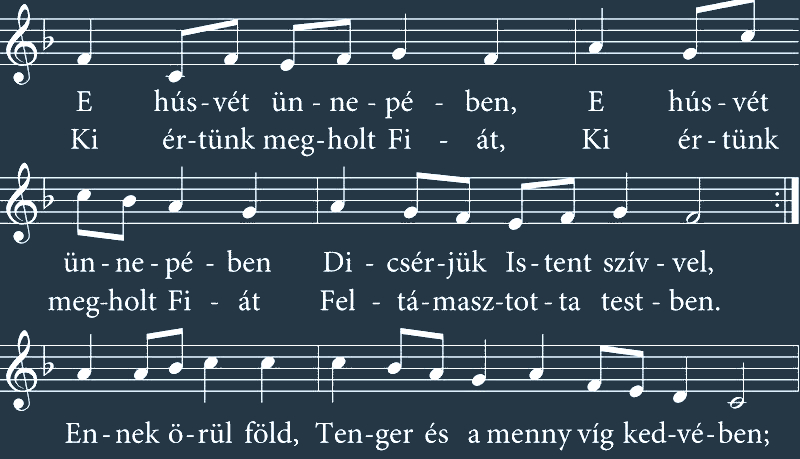 E hús-vét ün - ne - pé - ben, E hús - vét
Ki ér-tünk meg-holt Fi - át, Ki ér - tünk
ün - ne - pé - ben Di - csér-jük Is - tent szív - vel,
meg-holt Fi - át Fel - tá-masz-tot - ta test - ben.
En - nek ö-rül föld, Ten-ger és a menny víg ked-vé-ben;